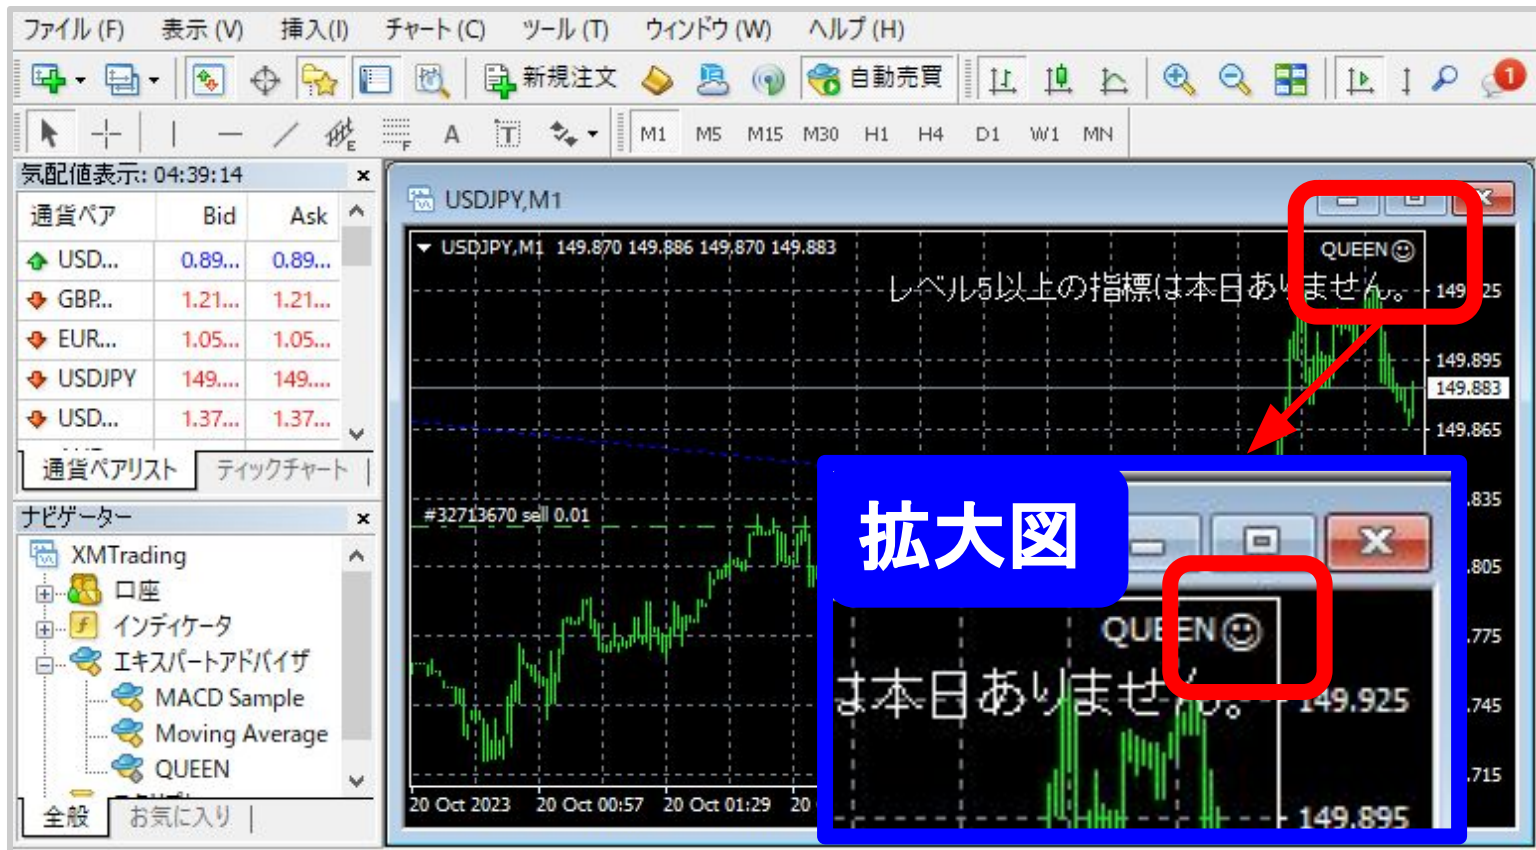 ファイル (F) 表示 (V) 挿入(I) チャート (C) ツール (T) ウィンドウ (W) ヘルプ (H)
新規注文 自動売買 1
A T M1 M5 M15 M30 H1 H4 D1 W1 MN
気配値表示: 04:39:14
通貨ペア Bid Ask
USD... 0.89... 0.89...
GBP... 1.21... 1.21...
EUR... 1.05... 1.05...
USDJPY 149.... 149....
USD... 1.37... 1.37...
通貨ペアリスト ティックチャート
ナビゲーター
XMTrading
口座
インディケータ
エキスパートアドバイザ
MACD Sample
Moving Average
QUEEN
全般 お気に入り
USDJPY,M1
USDJPY,M1 149.870 149.886 149.870 149.883
QUEEN☺
レベル5以上の指標は本日ありません。
149.895
149.883
149.865
#32713670 sell 0.01
.835
.805
.775
.745
.715
20 Oct 2023 20 Oct 00:57 20 Oct 01:29 20
拡大図
QUEEN☺
は本日ありません。
149.925
149.895